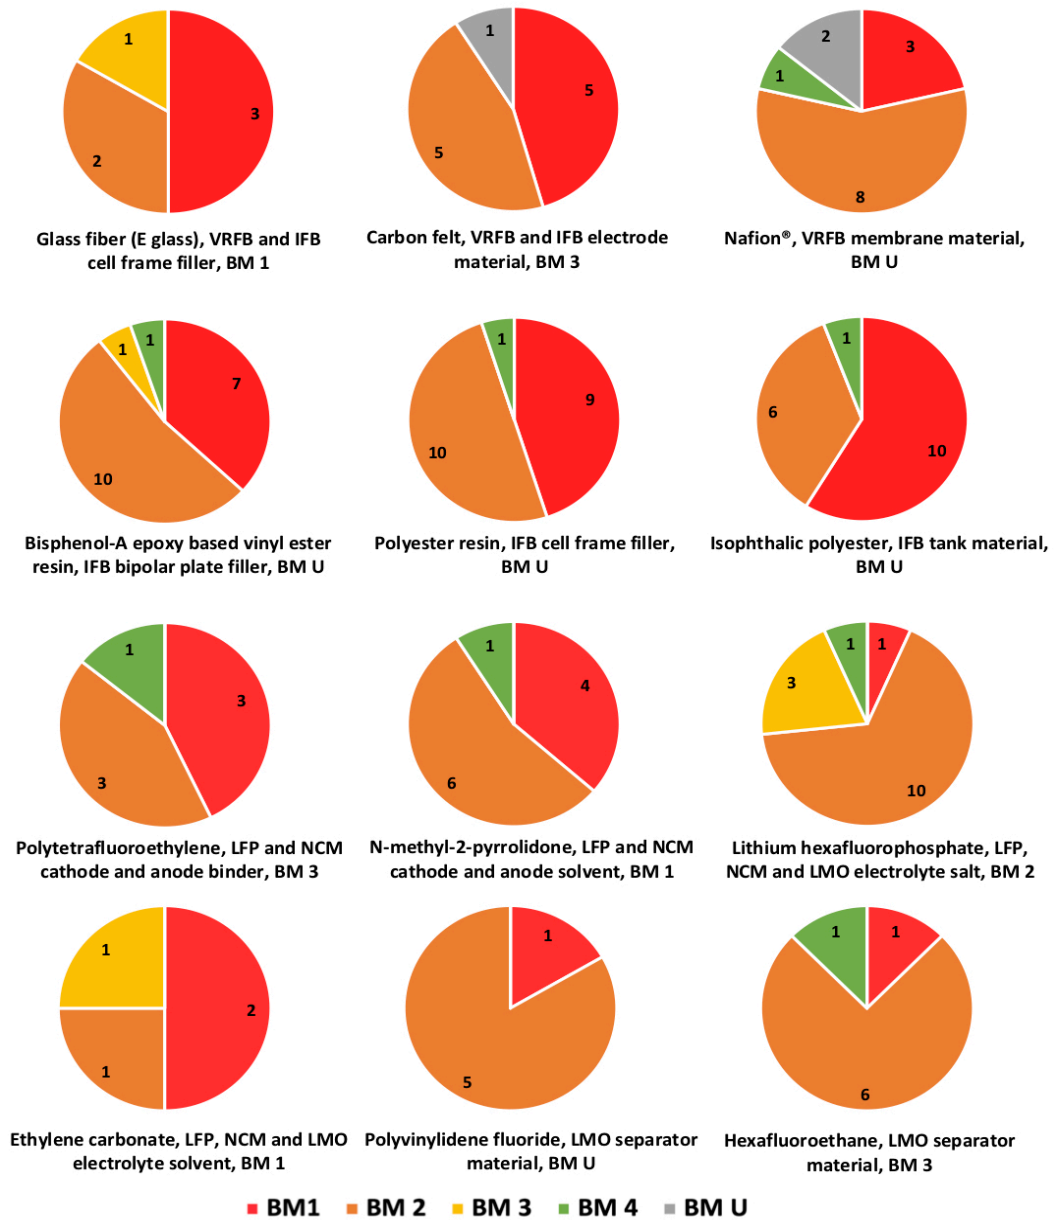 1
3
2
Glass fiber (E glass), VRFB and IFB
cell frame filler, BM 1
1
5
5
Carbon felt, VRFB and IFB electrode
material, BM 3
2
3
1
8
Nafion®, VRFB membrane material,
BM U
1
1
7
10
Bisphenol-A epoxy based vinyl ester
resin, IFB bipolar plate filler, BM U
1
9
10
Polyester resin, IFB cell frame filler,
BM U
1
6
10
Isophthalic polyester, IFB tank material,
BM U
1
3
3
Polytetrafluoroethylene, LFP and NCM
cathode and anode binder, BM 3
1
4
6
N-methyl-2-pyrrolidone, LFP and NCM
cathode and anode solvent, BM 1
1
1
3
10
Lithium hexafluorophosphate, LFP,
NCM and LMO electrolyte salt, BM 2
1
2
1
Ethylene carbonate, LFP, NCM and LMO
electrolyte solvent, BM 1
1
5
Polyvinylidene fluoride, LMO separator
material, BM U
1
1
6
Hexafluoroethane, LMO separator
material, BM 3
BM1 BM 2 BM 3 BM 4 BM U